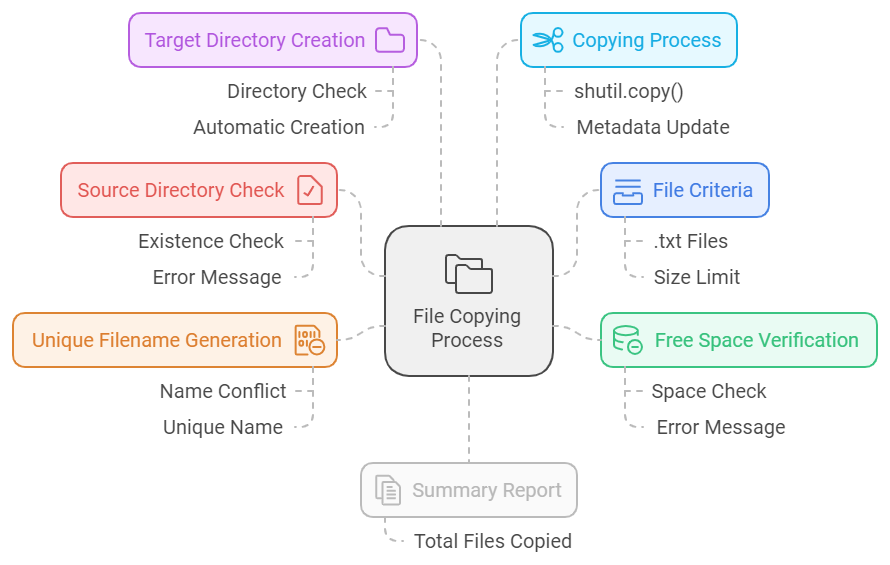 Target Directory Creation
Directory Check
Automatic Creation
Copying Process
shutil.copy()
Metadata Update
Source Directory Check
Existence Check
Error Message
File Criteria
.txt Files
Size Limit
File Copying
Process
Unique Filename Generation
Name Conflict
Unique Name
Free Space Verification
Space Check
Error Message
Summary Report
Total Files Copied